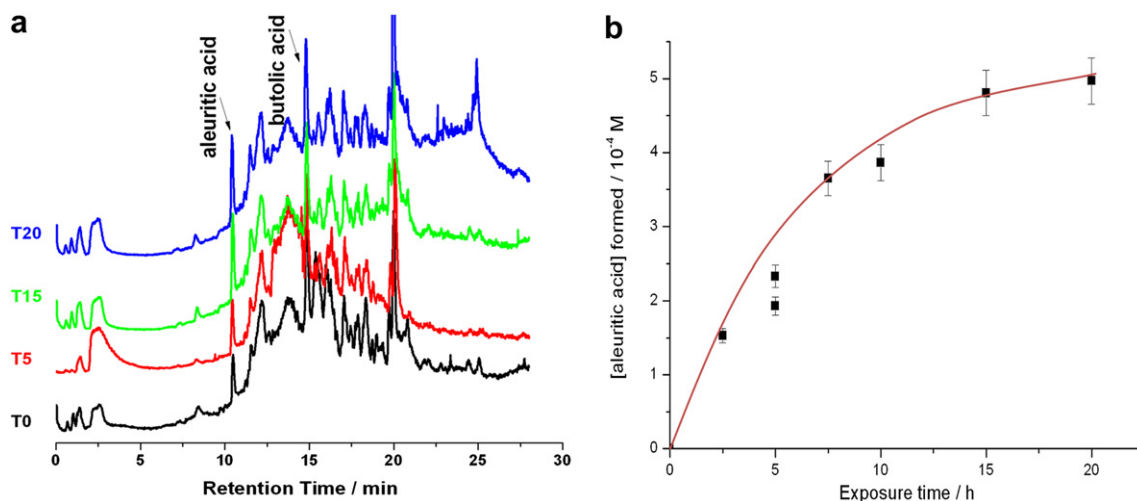 a
aleuritic acid
butolic acid
T20
T15
T5
T0
0 5 10 15 20 25 30
Retention Time / min
b
[aleuritic acid] formed / 10⁻⁴ M
5
4
3
2
1
0
0 5 10 15 20
Exposure time / h